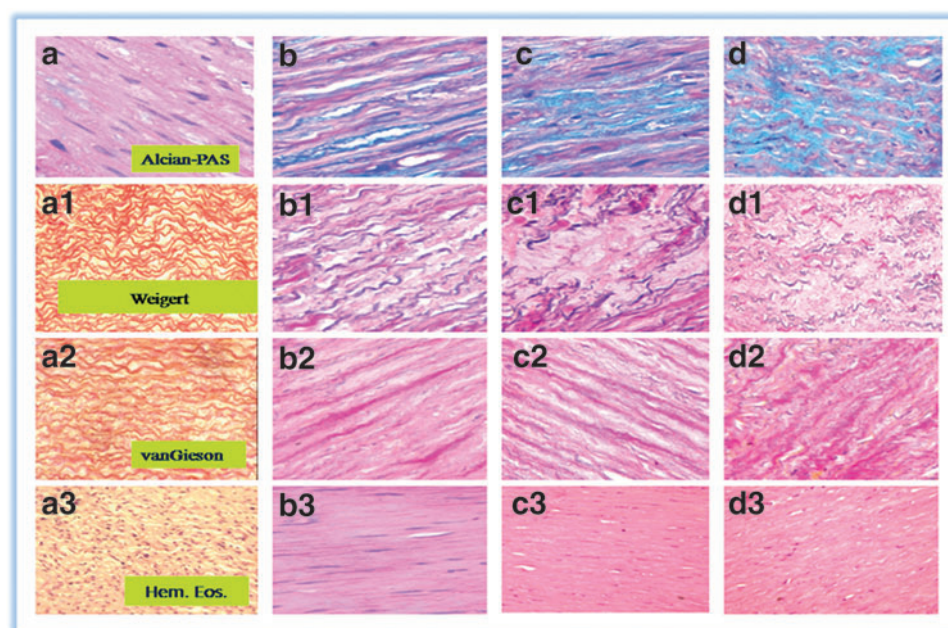 a b c d
Alcian-PAS
a1 b1 c1 d1
Weigert
a2 b2 c2 d2
vanGieson
a3 b3 c3 d3
Hem. Eos.